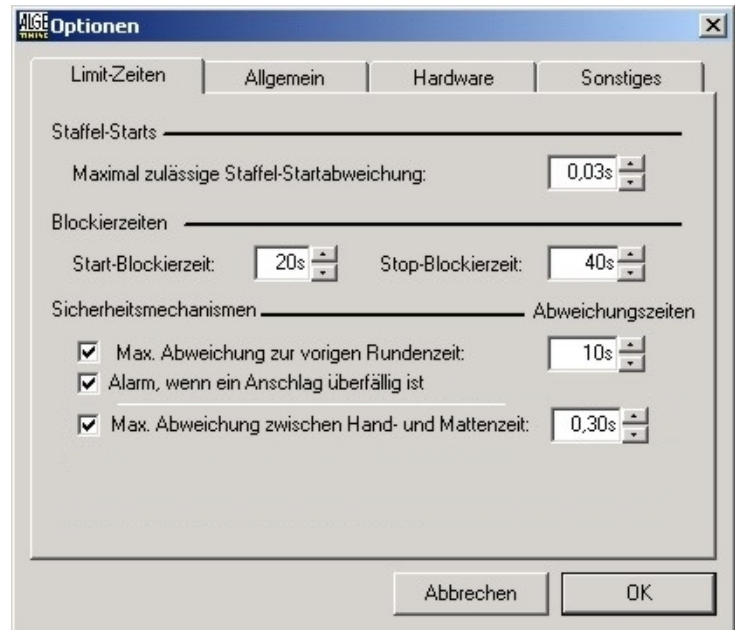 ALGE
TIMING
Optionen
Limit-Zeiten Allgemein Hardware Sonstiges
Staffel-Starts
Maximal zulässige Staffel-Startabweichung: 0,03s
Blockierzeiten
Start-Blockierzeit: 20s Stop-Blockierzeit: 40s
Sicherheitsmechanismen Abweichungszeiten
Max. Abweichung zur vorigen Rundenzeit: 10s
Alarm, wenn ein Anschlag überfällig ist
Max. Abweichung zwischen Hand- und Mattenzeit: 0,30s
Abbrechen OK